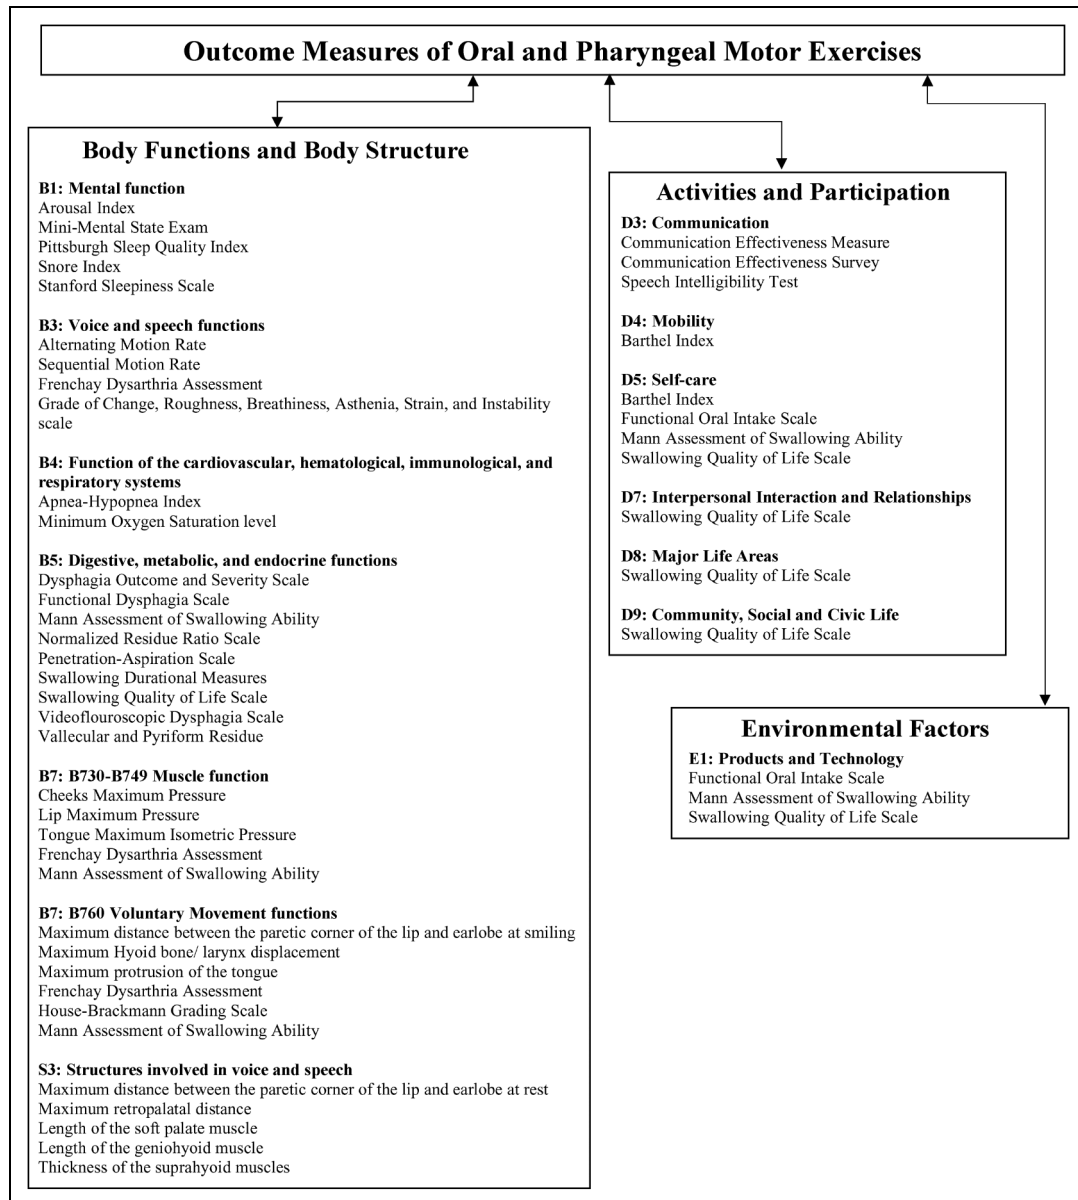 Outcome Measures of Oral and Pharyngeal Motor Exercises
Body Functions and Body Structure
B1: Mental function
Arousal Index
Mini-Mental State Exam
Pittsburgh Sleep Quality Index
Snore Index
Stanford Sleepiness Scale
B3: Voice and speech functions
Alternating Motion Rate
Sequential Motion Rate
Frenchay Dysarthria Assessment
Grade of Change, Roughness, Breathiness, Asthenia, Strain, and Instability
scale
B4: Function of the cardiovascular, hematological, immunological, and
respiratory systems
Apnea-Hypopnea Index
Minimum Oxygen Saturation level
B5: Digestive, metabolic, and endocrine functions
Dysphagia Outcome and Severity Scale
Functional Dysphagia Scale
Mann Assessment of Swallowing Ability
Normalized Residue Ratio Scale
Penetration-Aspiration Scale
Swallowing Durational Measures
Swallowing Quality of Life Scale
Videoflouroscopic Dysphagia Scale
Vallecular and Pyriform Residue
B7: B730-B749 Muscle function
Cheeks Maximum Pressure
Lip Maximum Pressure
Tongue Maximum Isometric Pressure
Frenchay Dysarthria Assessment
Mann Assessment of Swallowing Ability
B7: B760 Voluntary Movement functions
Maximum distance between the paretic corner of the lip and earlobe at smiling
Maximum Hyoid bone/ larynx displacement
Maximum protrusion of the tongue
Frenchay Dysarthria Assessment
House-Brackmann Grading Scale
Mann Assessment of Swallowing Ability
S3: Structures involved in voice and speech
Maximum distance between the paretic corner of the lip and earlobe at rest
Maximum retropalatal distance
Length of the soft palate muscle
Length of the geniohyoid muscle
Thickness of the suprahyoid muscles
Activities and Participation
D3: Communication
Communication Effectiveness Measure
Communication Effectiveness Survey
Speech Intelligibility Test
D4: Mobility
Barthel Index
D5: Self-care
Barthel Index
Functional Oral Intake Scale
Mann Assessment of Swallowing Ability
Swallowing Quality of Life Scale
D7: Interpersonal Interaction and Relationships
Swallowing Quality of Life Scale
D8: Major Life Areas
Swallowing Quality of Life Scale
D9: Community, Social and Civic Life
Swallowing Quality of Life Scale
Environmental Factors
E1: Products and Technology
Functional Oral Intake Scale
Mann Assessment of Swallowing Ability
Swallowing Quality of Life Scale